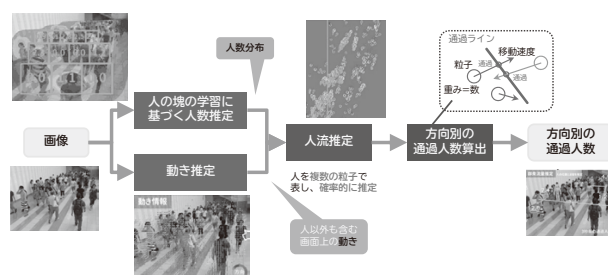 人数分布
通過ライン
移動速度
粒子
通過
通過
重み＝数
画像
人の塊の学習に
基づく人数推定
動き推定
人流推定
方向別の
通過人数算出
方向別の
通過人数
人を複数の粒子で
表し、確率的に推定
動き情報
人以外も含む
画面上の動き